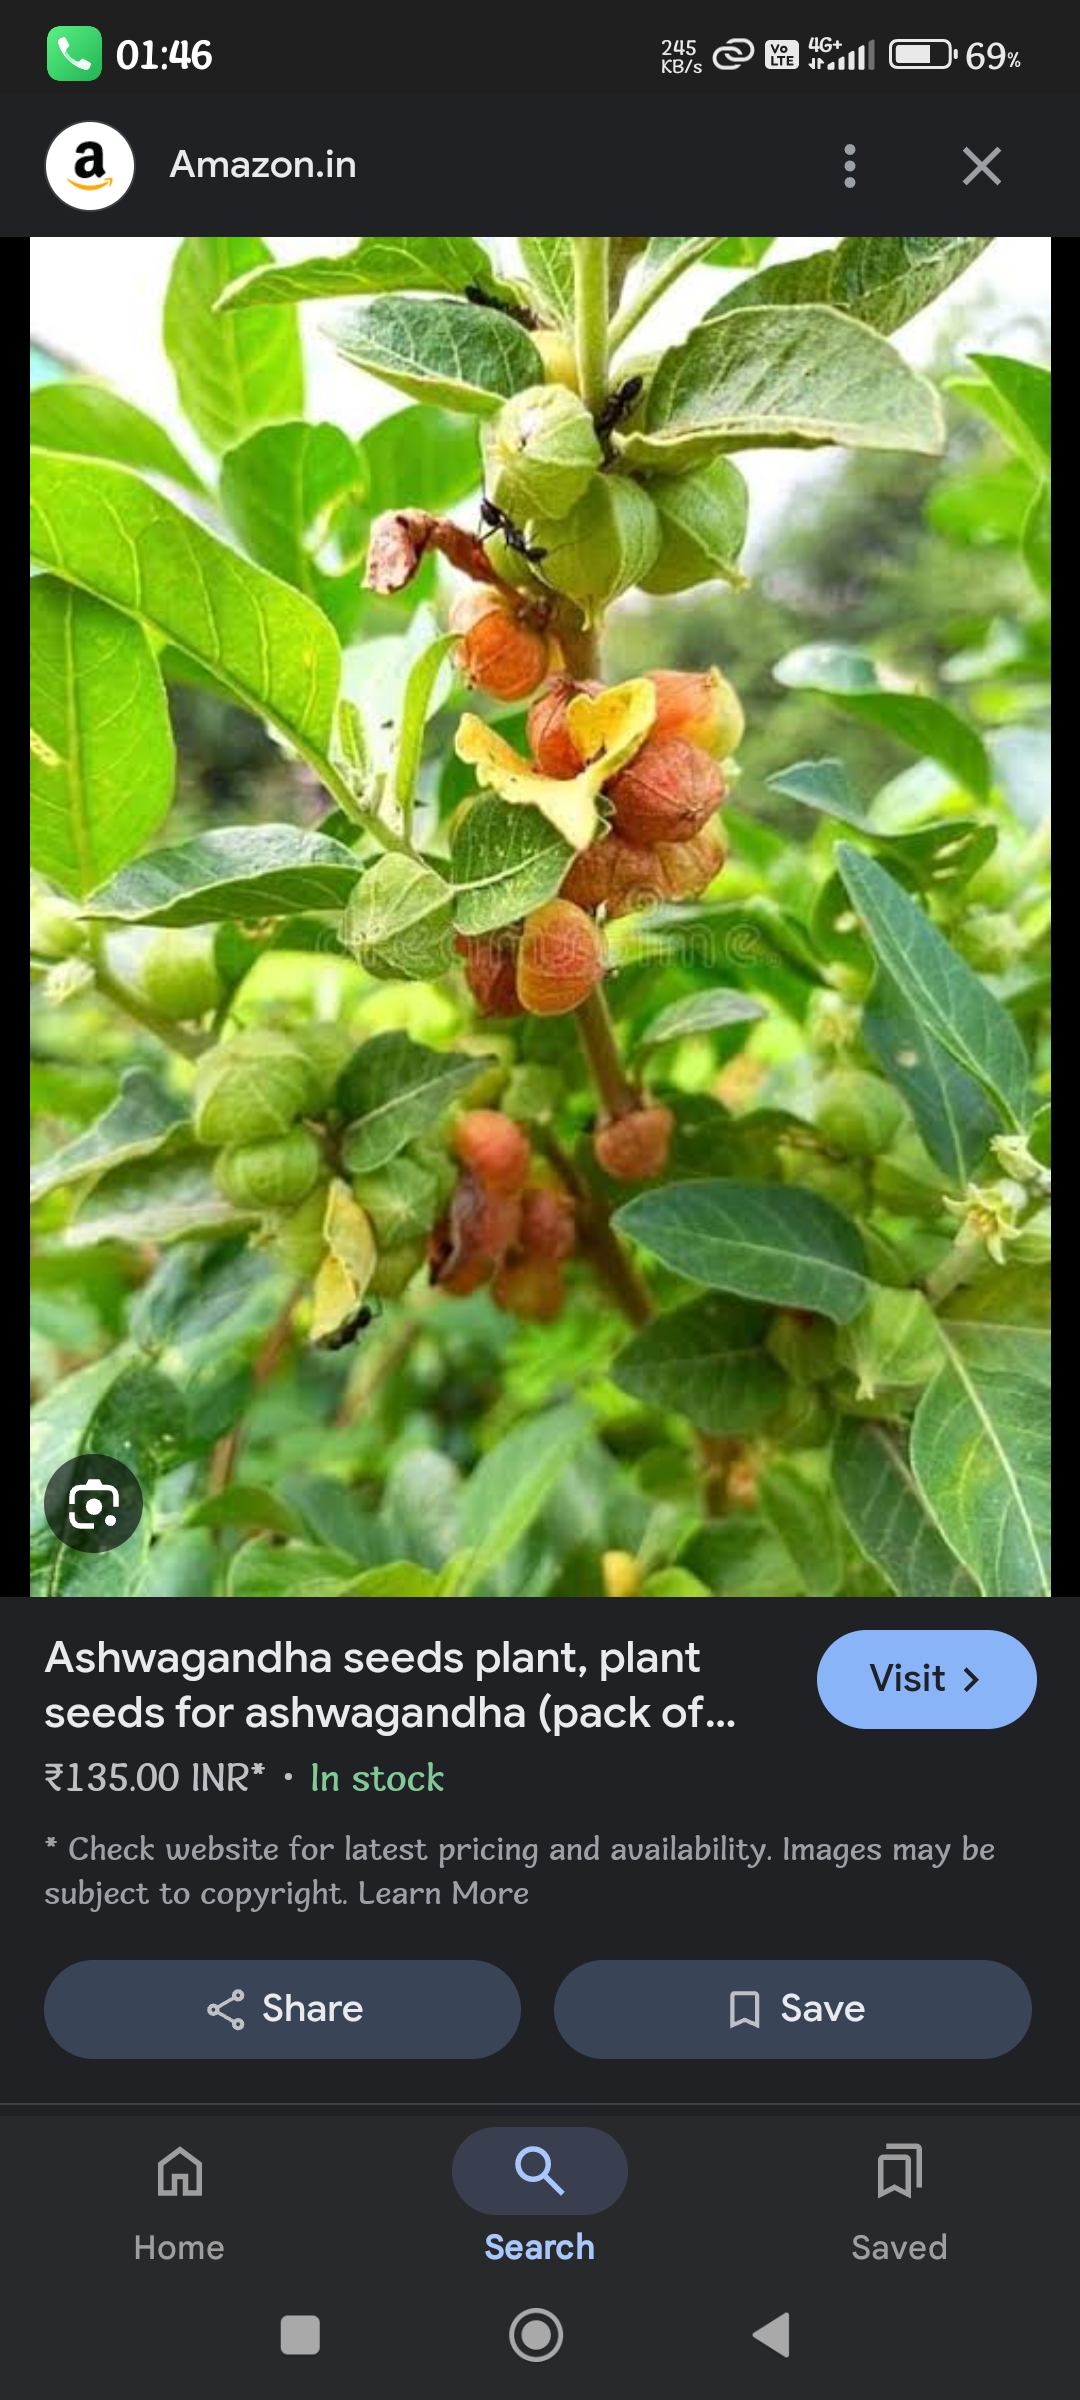 01:46
245
KB/s
Vo
LTE
4G+
69%
a
Amazon.in
dreamstime.
Ashwagandha seeds plant, plant
seeds for ashwagandha (pack of...
Visit
₹135.00 INR* • In stock
* Check website for latest pricing and availability. Images may be
subject to copyright. Learn More
Share
Save
Home
Search
Saved